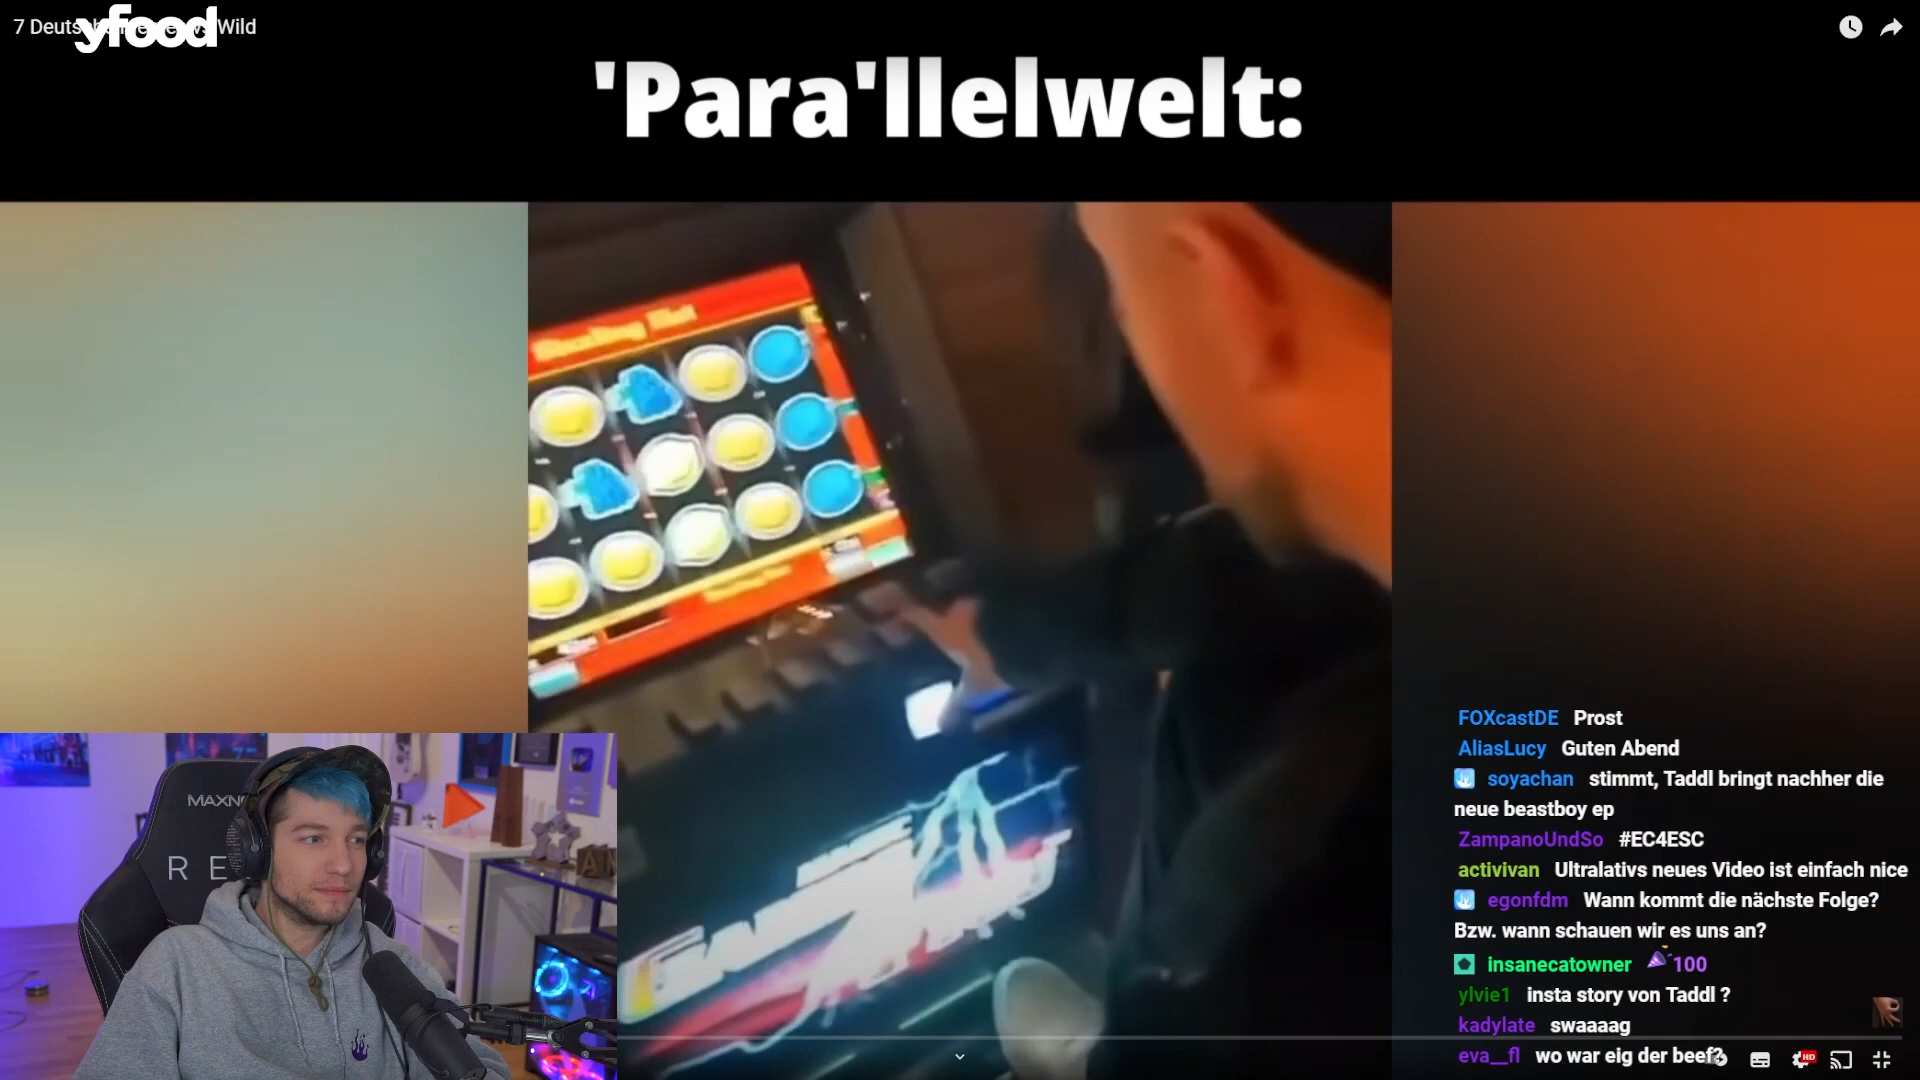 7 Deutsch
Wild
yfood
'Para'llelwelt:
MAXN
R E
FOXcastDE Prost
AliasLucy Guten Abend
soyachan stimmt, Taddl bringt nachher die
neue beastboy ep
ZampanoUndSo #EC4ESC
activivan Ultralativs neues Video ist einfach nice
egonfdm Wann kommt die nächste Folge?
Bzw. wann schauen wir es uns an?
insanecatowner 100
ylvie1 insta story von Taddl ?
kadylate swaaaag
eva__fl wo war eig der beef?
HD